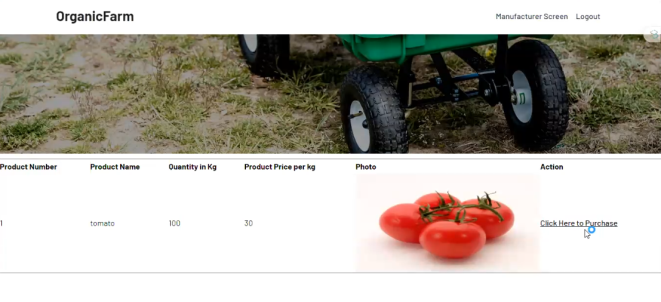 OrganicFarm
Manufacturer Screen Logout
Product Number Product Name Quantity in Kg Product Price per kg Photo Action
1 tomato 100 30 Click Here to Purchase